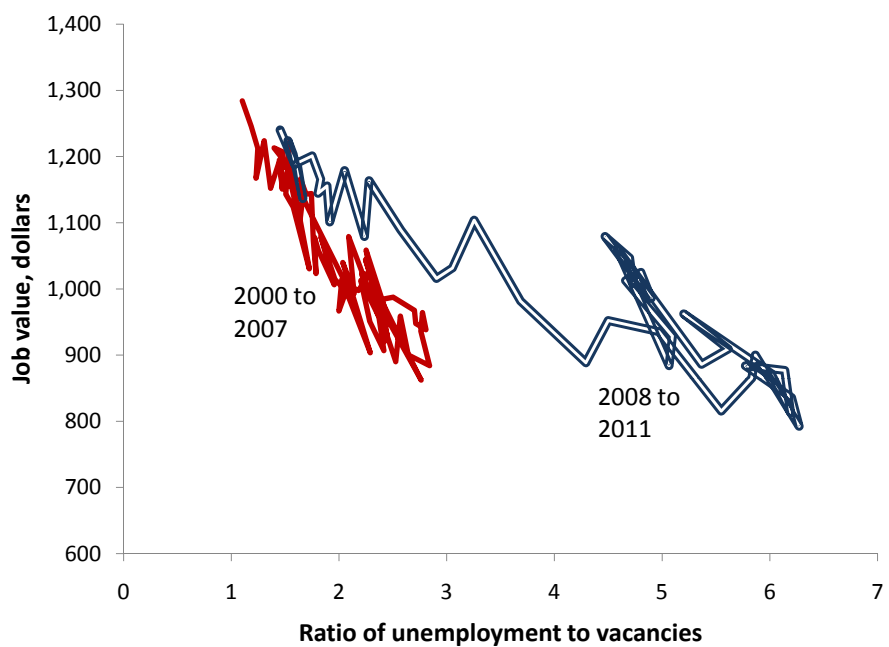 1,400
1,300
1,200
1,100
1,000
900
800
700
600
Job value, dollars
2000 to
2007
2008 to
2011
0 1 2 3 4 5 6 7
Ratio of unemployment to vacancies